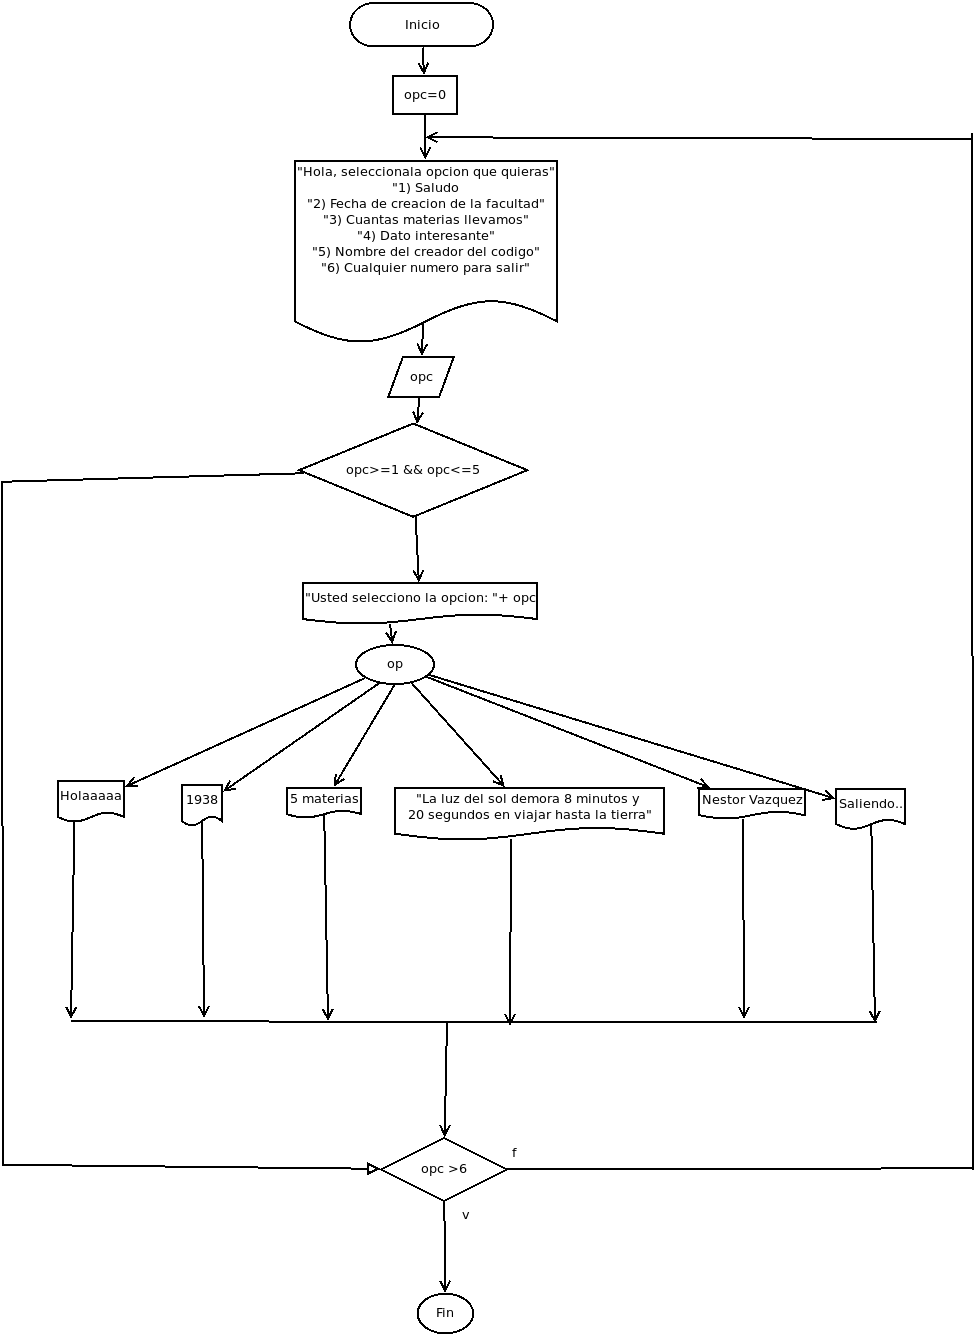 Inicio
opc=0
"Hola, seleccionala opcion que quieras"
"1) Saludo
"2) Fecha de creacion de la facultad"
"3) Cuantas materias llevamos"
"4) Dato interesante"
"5) Nombre del creador del codigo"
"6) Cualquier numero para salir"
opc
opc>=1 && opc<=5
"Usted selecciono la opcion: "+ opc
op
Holaaaaa
1938
5 materias
"La luz del sol demora 8 minutos y
20 segundos en viajar hasta la tierra"
Nestor Vazquez
Saliendo..
opc >6
f
v
Fin